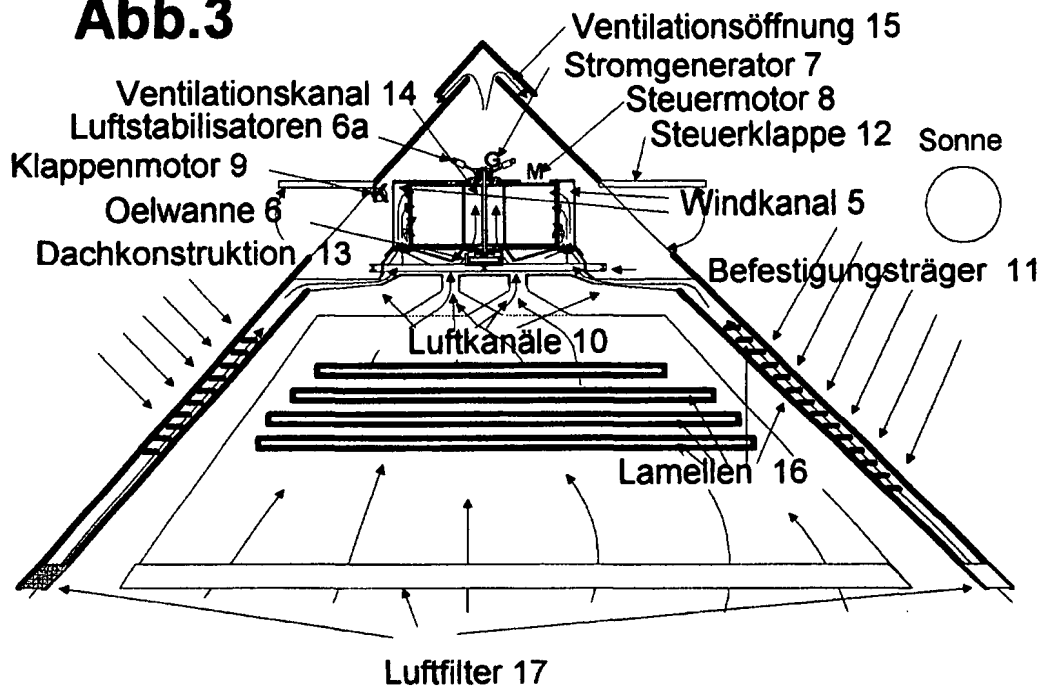 Abb.3
Ventilationsöffnung 15
Stromgenerator 7
Ventilationskanal 14
Steuermotor 8
Luftstabilisatoren 6a
Steuerklappe 12
Sonne
G
M
Klappenmotor 9
K
Oelwanne 6
Windkanal 5
Dachkonstruktion 13
Befestigungsträger 11
Luftkanäle 10
Lamellen 16
Luftfilter 17